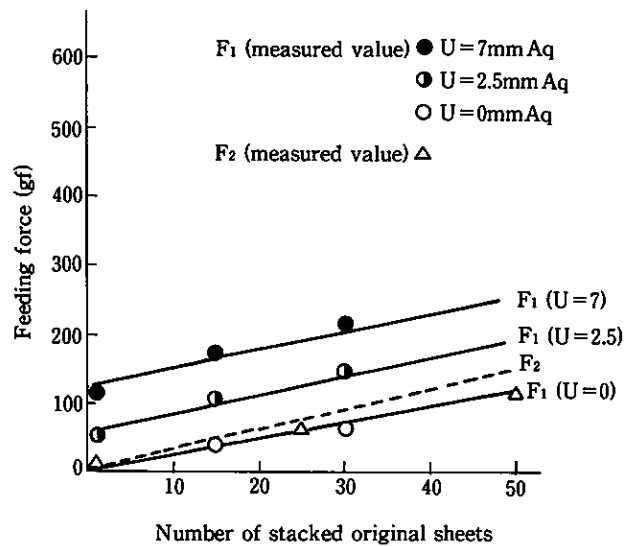 600
500
400
300
200
100
0
Feeding force (gf)
F₁ (measured value) ● U=7mm Aq
◑ U=2.5mmAq
○ U=0mmAq
F₂ (measured value) △
F₁ (U=7)
F₁ (U=2.5)
F₂
F₁ (U=0)
10 20 30 40 50
Number of stacked original sheets